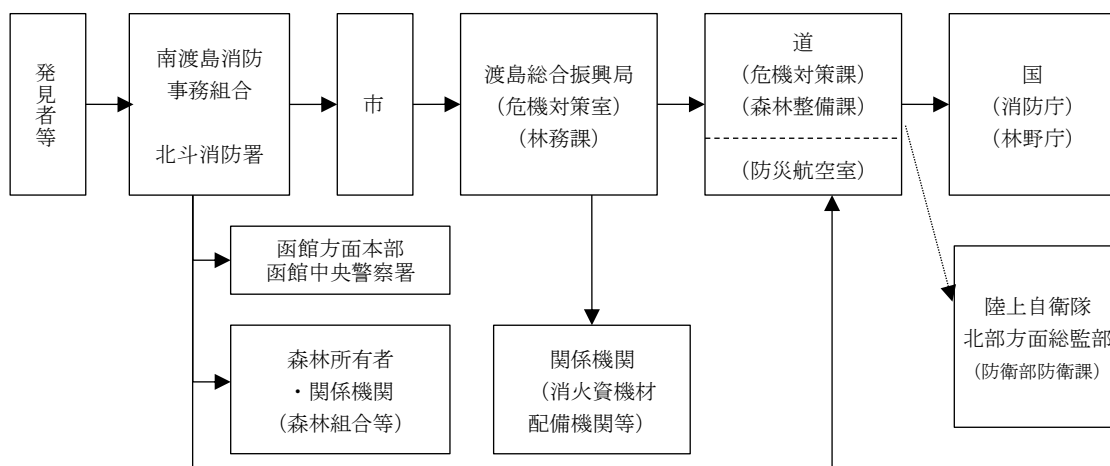 発見者等
南渡島消防
事務組合
北斗消防署
市
渡島総合振興局
(危機対策室)
(林務課)
道
(危機対策課)
(森林整備課)
(防災航空室)
国
(消防庁)
(林野庁)
函館方面本部
函館中央警察署
森林所有者
・関係機関
(森林組合等)
関係機関
(消火資機材
配備機関等)
陸上自衛隊
北部方面総監部
(防衛部防衛課)